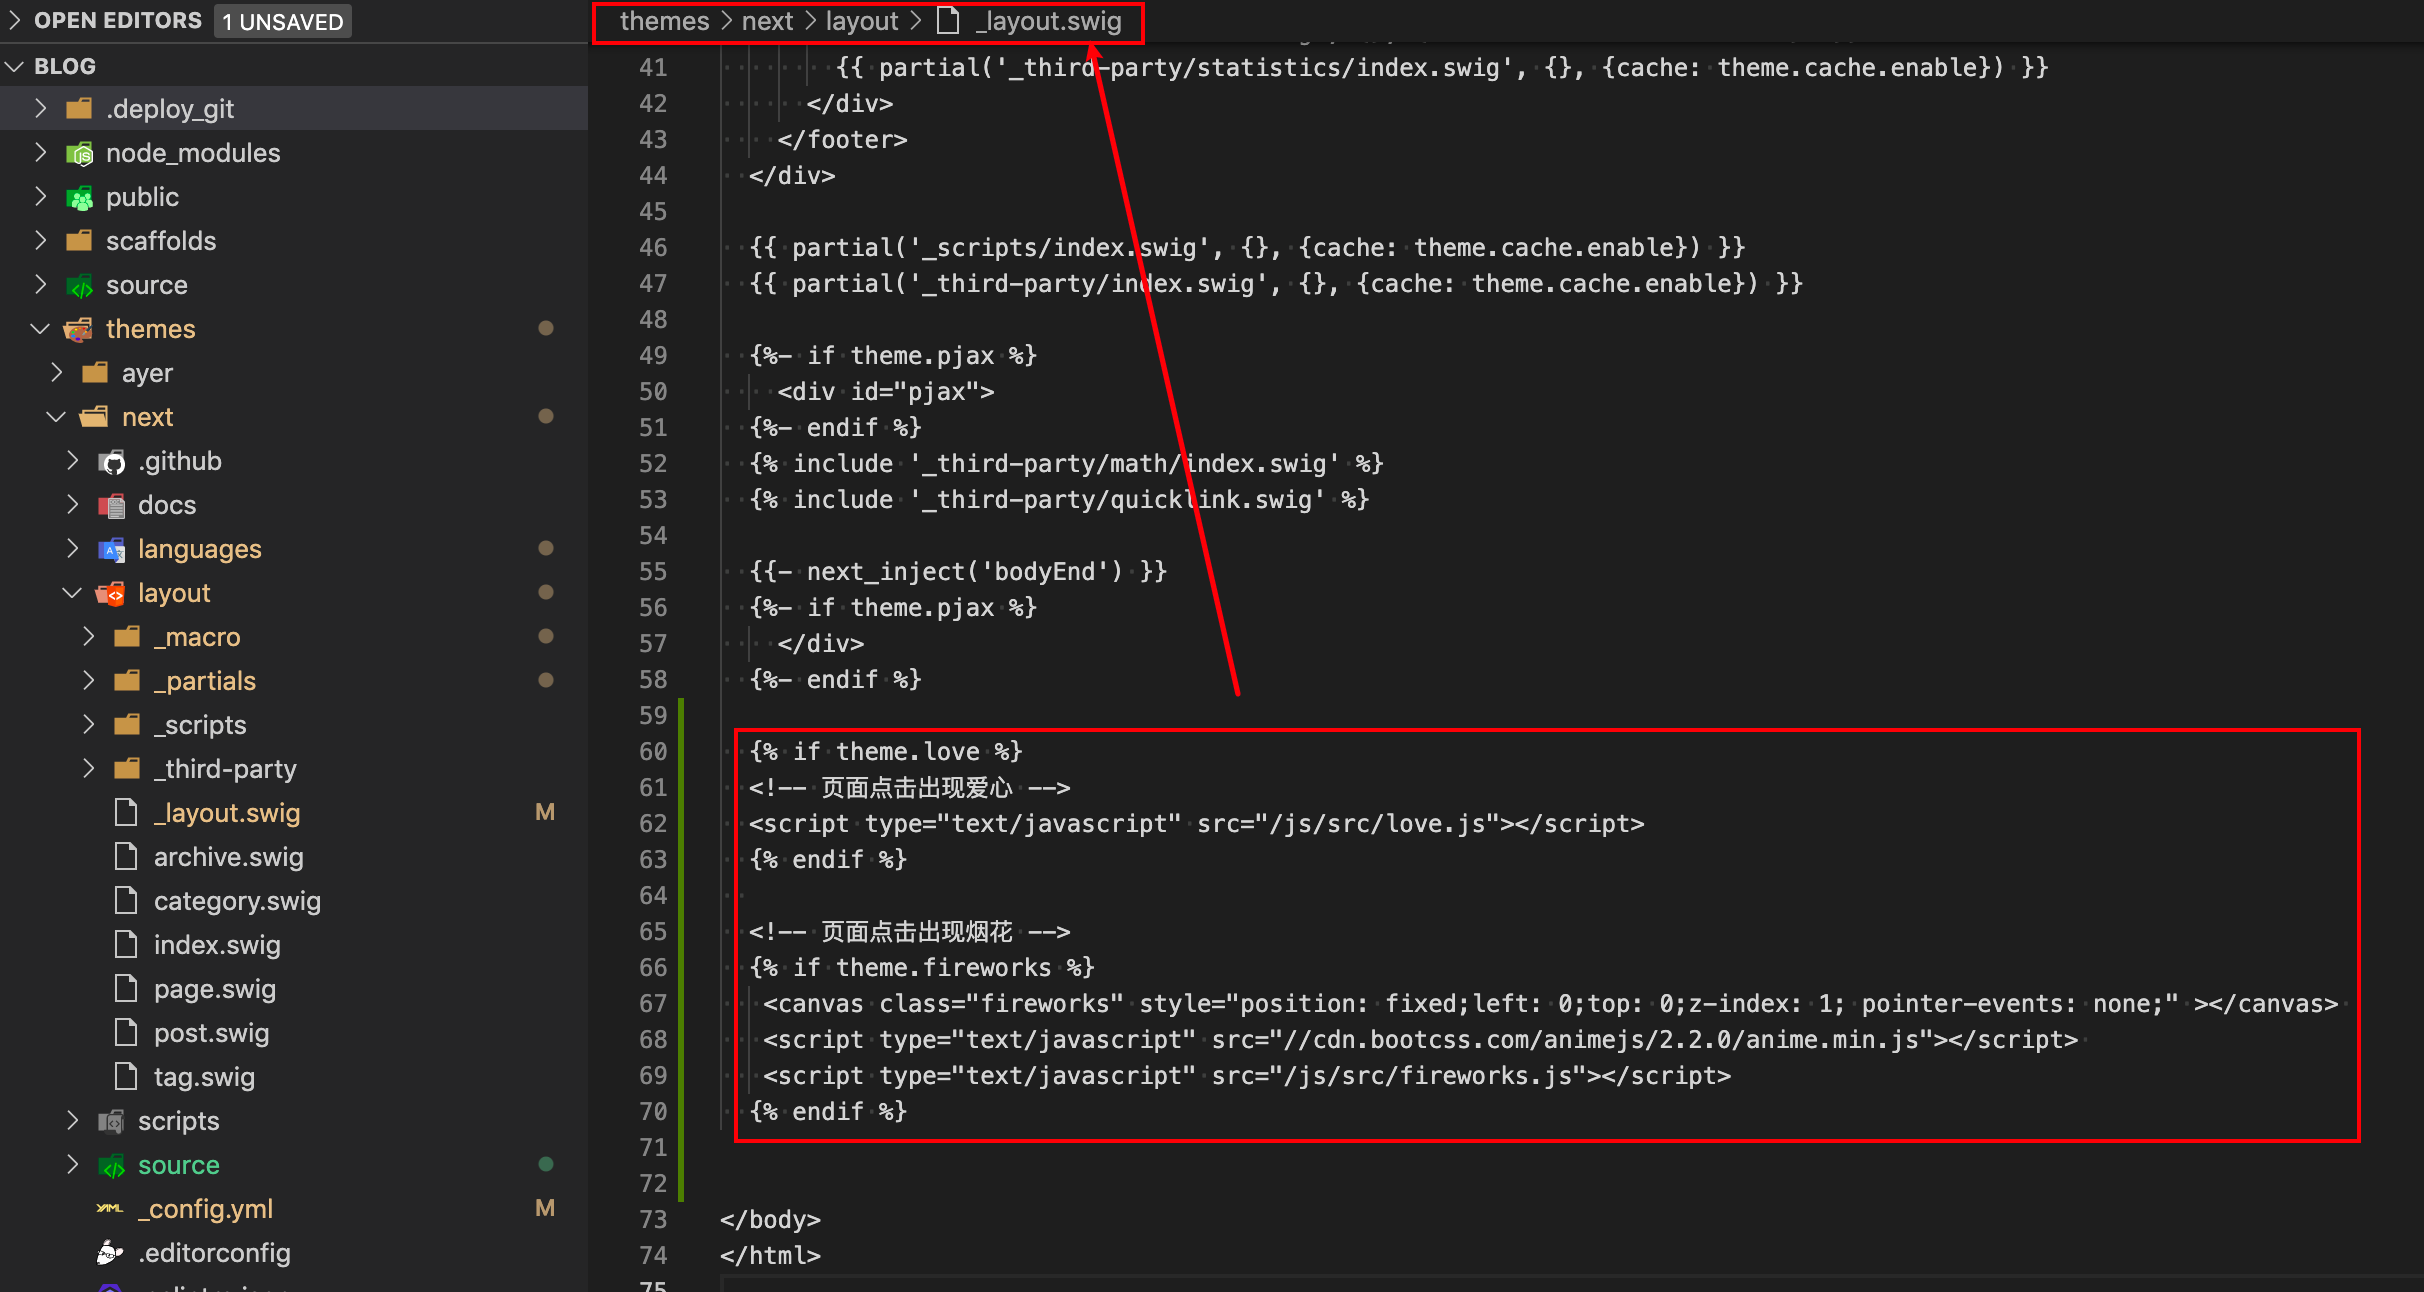 OPEN EDITORS 1 UNSAVED
BLOG
.deploy_git
node_modules
public
scaffolds
source
themes
ayer
next
.github
docs
languages
layout
_macro
_partials
_scripts
_third-party
_layout.swig M
archive.swig
category.swig
index.swig
page.swig
post.swig
tag.swig
scripts
source
_config.yml M
.editorconfig
themes > next > layout > _layout.swig
41 {{ partial('_third-party/statistics/index.swig', {}, {cache: theme.cache.enable}) }}
42 </div>
43 </footer>
44 </div>
45
46 {{ partial('_scripts/index.swig', {}, {cache: theme.cache.enable}) }}
47 {{ partial('_third-party/index.swig', {}, {cache: theme.cache.enable}) }}
48
49 {%- if theme.pjax %}
50 <div id="pjax">
51 {%- endif %}
52 {% include '_third-party/math/index.swig' %}
53 {% include '_third-party/quicklink.swig' %}
54
55 {{- next_inject('bodyEnd') }}
56 {%- if theme.pjax %}
57 </div>
58 {%- endif %}
59
60 {% if theme.love %}
61 <!-- 页面点击出现爱心 -->
62 <script type="text/javascript" src="/js/src/love.js"></script>
63 {% endif %}
64
65 <!-- 页面点击出现烟花 -->
66 {% if theme.fireworks %}
67 <canvas class="fireworks" style="position: fixed;left: 0;top: 0;z-index: 1; pointer-events: none;" ></canvas>
68 <script type="text/javascript" src="//cdn.bootcss.com/animejs/2.2.0/anime.min.js"></script>
69 <script type="text/javascript" src="/js/src/fireworks.js"></script>
70 {% endif %}
71
72
73 </body>
74 </html>
75